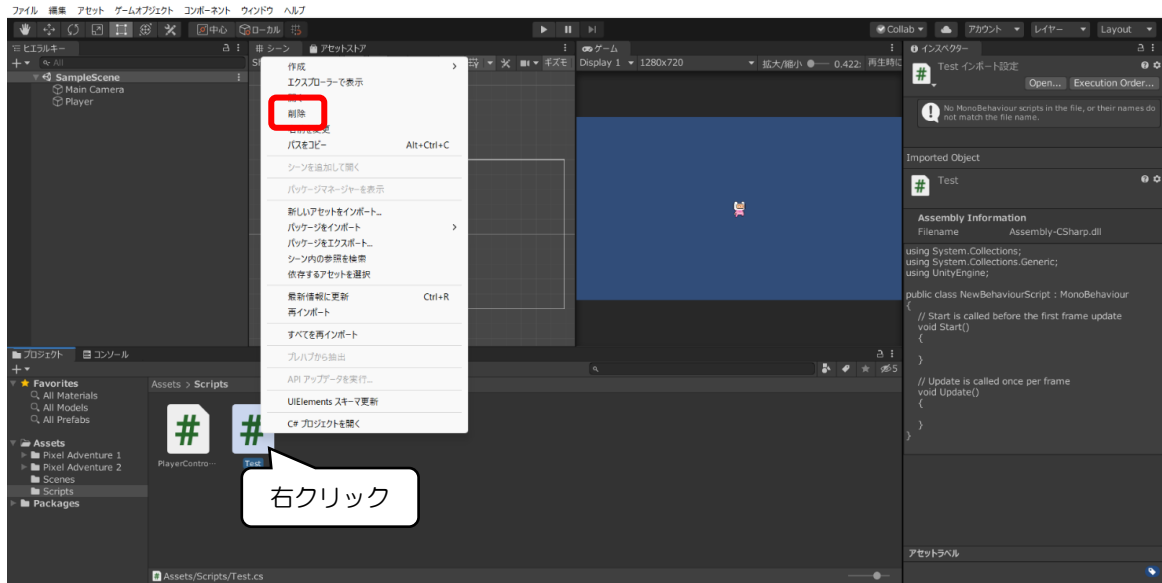 ファイル 編集 アセット ゲームオブジェクト コンポーネント ウィンドウ ヘルプ
中心 ローカル
Collab アカウント レイヤー Layout
ヒエラルキー
All
SampleScene
Main Camera
Player
シーン アセットストア
ギズモ
作成
エクスプローラーで表示
削除
名前を変更
パスをコピー Alt+Ctrl+C
シーンを追加して開く
パッケージマネージャーを表示
新しいアセットをインポート...
パッケージをインポート
パッケージをエクスポート...
シーン内の参照を検索
依存するアセットを選択
最新情報に更新 Ctrl+R
再インポート
すべてを再インポート
プレハブから抽出
API アップデータを実行...
UIElements スキーマ更新
C# プロジェクトを開く
ゲーム
Display 1 1280x720 拡大/縮小 0.422: 再生時に
インスペクター
Test インポート設定
Open... Execution Order...
No MonoBehaviour scripts in the file, or their names do
not match the file name.
Imported Object
Test
Assembly Information
Filename Assembly-CSharp.dll
using System.Collections;
using System.Collections.Generic;
using UnityEngine;
public class NewBehaviourScript : MonoBehaviour
{
// Start is called before the first frame update
void Start()
{
}
// Update is called once per frame
void Update()
{
}
}
アセットラベル
プロジェクト コンソール
5
Favorites
All Materials
All Models
All Prefabs
Assets
Pixel Adventure 1
Pixel Adventure 2
Scenes
Scripts
Packages
Assets > Scripts
PlayerContro...
Test
右クリック
Assets/Scripts/Test.cs